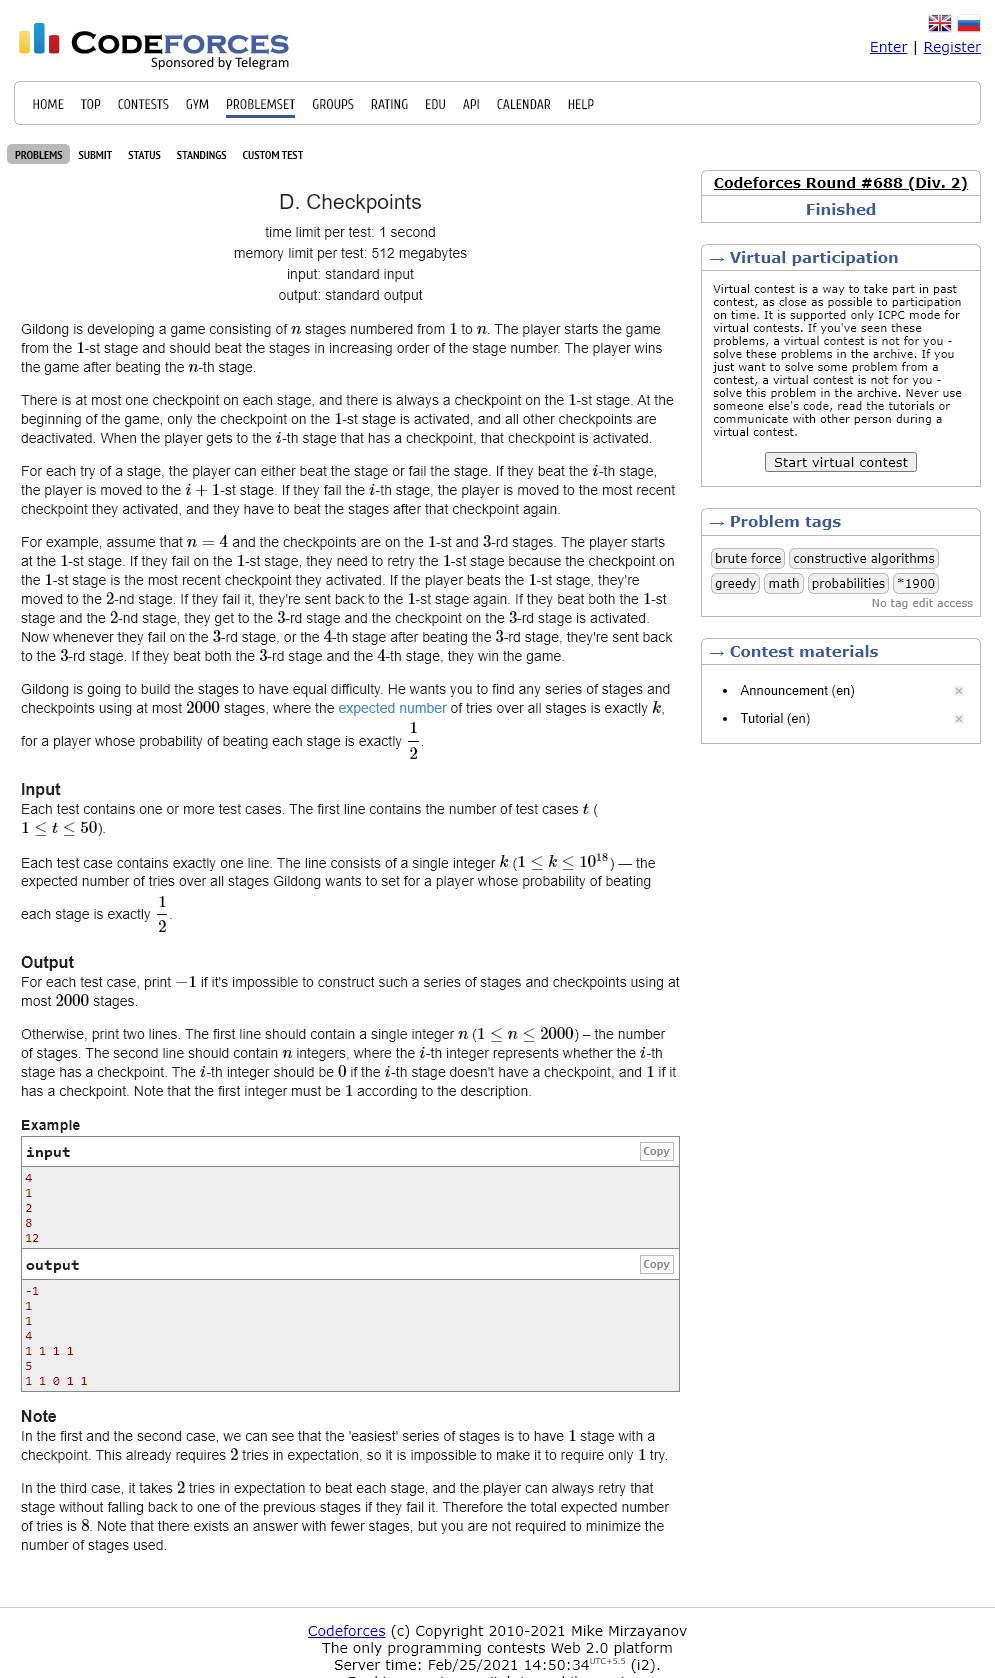 CODEFORCES
Sponsored by Telegram
Enter | Register
HOME TOP CONTESTS GYM PROBLEMSET GROUPS RATING EDU API CALENDAR HELP
PROBLEMS SUBMIT STATUS STANDINGS CUSTOM TEST
D. Checkpoints
time limit per test: 1 second
memory limit per test: 512 megabytes
input: standard input
output: standard output
Gildong is developing a game consisting of n stages numbered from 1 to n. The player starts the game
from the 1-st stage and should beat the stages in increasing order of the stage number. The player wins
the game after beating the n-th stage.
There is at most one checkpoint on each stage, and there is always a checkpoint on the 1-st stage. At the
beginning of the game, only the checkpoint on the 1-st stage is activated, and all other checkpoints are
deactivated. When the player gets to the i-th stage that has a checkpoint, that checkpoint is activated.
For each try of a stage, the player can either beat the stage or fail the stage. If they beat the i-th stage,
the player is moved to the i + 1-st stage. If they fail the i-th stage, the player is moved to the most recent
checkpoint they activated, and they have to beat the stages after that checkpoint again.
For example, assume that n = 4 and the checkpoints are on the 1-st and 3-rd stages. The player starts
at the 1-st stage. If they fail on the 1-st stage, they need to retry the 1-st stage because the checkpoint on
the 1-st stage is the most recent checkpoint they activated. If the player beats the 1-st stage, they're
moved to the 2-nd stage. If they fail it, they're sent back to the 1-st stage again. If they beat both the 1-st
stage and the 2-nd stage, they get to the 3-rd stage and the checkpoint on the 3-rd stage is activated.
Now whenever they fail on the 3-rd stage, or the 4-th stage after beating the 3-rd stage, they're sent back
to the 3-rd stage. If they beat both the 3-rd stage and the 4-th stage, they win the game.
Gildong is going to build the stages to have equal difficulty. He wants you to find any series of stages and
checkpoints using at most 2000 stages, where the expected number of tries over all stages is exactly k,
for a player whose probability of beating each stage is exactly 1/2.
Input
Each test contains one or more test cases. The first line contains the number of test cases t (
1 ≤ t ≤ 50).
Each test case contains exactly one line. The line consists of a single integer k (1 ≤ k ≤ 10^18) — the
expected number of tries over all stages Gildong wants to set for a player whose probability of beating
each stage is exactly 1/2.
Output
For each test case, print −1 if it's impossible to construct such a series of stages and checkpoints using at
most 2000 stages.
Otherwise, print two lines. The first line should contain a single integer n (1 ≤ n ≤ 2000) – the number
of stages. The second line should contain n integers, where the i-th integer represents whether the i-th
stage has a checkpoint. The i-th integer should be 0 if the i-th stage doesn't have a checkpoint, and 1 if it
has a checkpoint. Note that the first integer must be 1 according to the description.
Example
input Copy
4
1
2
8
12
output Copy
-1
1
1
4
1 1 1 1
5
1 1 0 1 1
Note
In the first and the second case, we can see that the 'easiest' series of stages is to have 1 stage with a
checkpoint. This already requires 2 tries in expectation, so it is impossible to make it to require only 1 try.
In the third case, it takes 2 tries in expectation to beat each stage, and the player can always retry that
stage without falling back to one of the previous stages if they fail it. Therefore the total expected number
of tries is 8. Note that there exists an answer with fewer stages, but you are not required to minimize the
number of stages used.
Codeforces Round #688 (Div. 2)
Finished
→ Virtual participation
Virtual contest is a way to take part in past
contest, as close as possible to participation
on time. It is supported only ICPC mode for
virtual contests. If you've seen these
problems, a virtual contest is not for you -
solve these problems in the archive. If you
just want to solve some problem from a
contest, a virtual contest is not for you -
solve this problem in the archive. Never use
someone else's code, read the tutorials or
communicate with other person during a
virtual contest.
Start virtual contest
→ Problem tags
brute force constructive algorithms
greedy math probabilities *1900
No tag edit access
→ Contest materials
Announcement (en)
Tutorial (en)
Codeforces (c) Copyright 2010-2021 Mike Mirzayanov
The only programming contests Web 2.0 platform
Server time: Feb/25/2021 14:50:34 UTC+5.5 (i2).